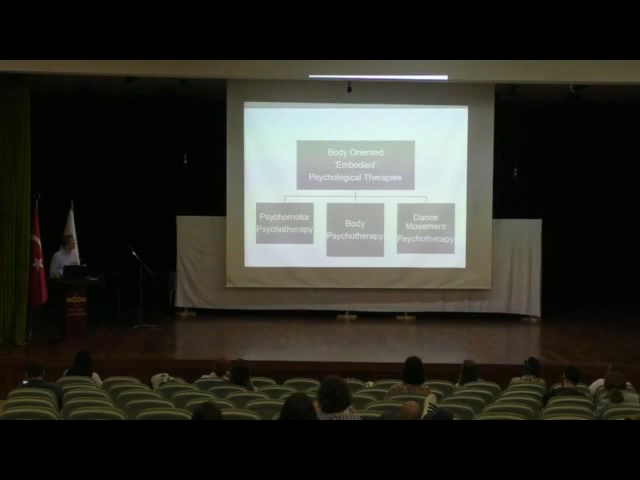 Body Oriented
'Embodied'
Psychological Therapies
Psychomotor
Psychotherapy
Body
Psychotherapy
Dance
Movement
Psychotherapy